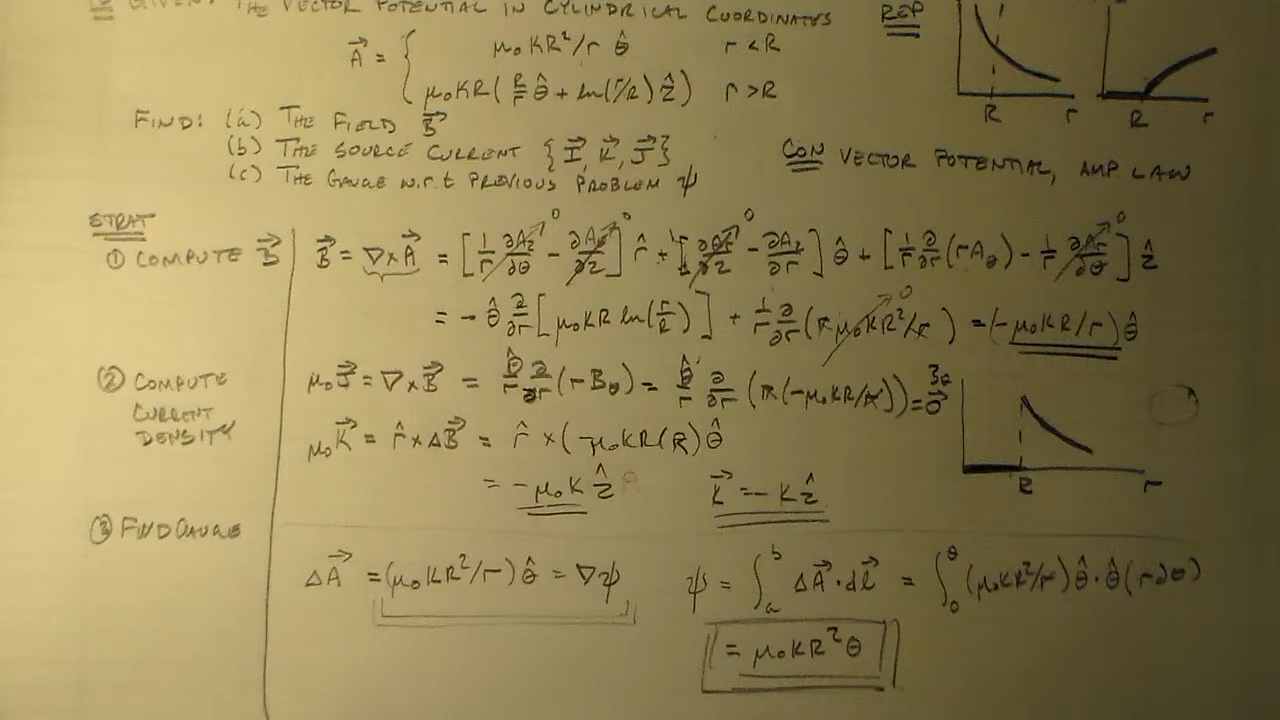 GIVEN: THE VECTOR POTENTIAL IN CYLINDRICAL COORDINATES
REP
A⃗ = { μ₀KR²/r θ̂   r < R
μ₀KR( R/r θ̂ + ln(r/R) ẑ )   r > R
R r
R r
FIND: (a) THE FIELD B⃗
(b) THE SOURCE CURRENT {I⃗, K⃗, J⃗}
(c) THE GAUGE w.r.t PREVIOUS PROBLEM ψ
CON VECTOR POTENTIAL, AMP LAW
STRAT
① COMPUTE B⃗
B⃗ = ∇×A⃗ = [1/r ∂A_z/∂θ - ∂A_θ/∂z] r̂ + [∂A_r/∂z - ∂A_z/∂r] θ̂ + [1/r ∂/∂r (rA_θ) - 1/r ∂A_r/∂θ] ẑ
= - θ̂ ∂/∂r [μ₀KR ln(r/R)] + 1/r ∂/∂r (r μ₀KR²/r) = (-μ₀KR/r) θ̂
② COMPUTE CURRENT DENSITY
μ₀J⃗ = ∇×B⃗ = θ̂/r ∂/∂r (rB_θ) = θ̂/r ∂/∂r (r(-μ₀KR/r)) = 0⃗
B_θ
R r
μ₀K⃗ = r̂ × ΔB⃗ = r̂ × (-μ₀KR/R) θ̂
= -μ₀K ẑ   K⃗ = -K ẑ
③ FIND GAUGE
ΔA⃗ = (μ₀KR²/r) θ̂ = ∇ψ   ψ = ∫ₐᵇ ΔA⃗ · dl⃗ = ∫₀^θ (μ₀KR²/r) θ̂ · θ̂ (r dθ)
= μ₀KR²θ